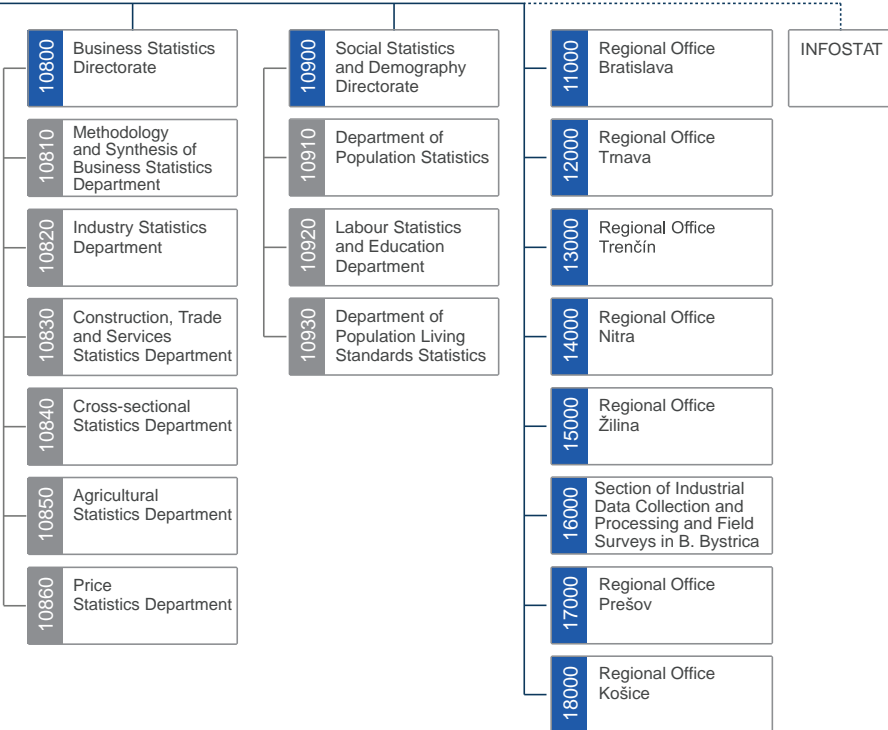 10800
Business Statistics
Directorate
10810
Methodology
and Synthesis of
Business Statistics
Department
10820
Industry Statistics
Department
10830
Construction, Trade
and Services
Statistics Department
10840
Cross-sectional
Statistics Department
10850
Agricultural
Statistics Department
10860
Price
Statistics Department
10900
Social Statistics
and Demography
Directorate
10910
Department of
Population Statistics
10920
Labour Statistics
and Education
Department
10930
Department of
Population Living
Standards Statistics
11000
Regional Office
Bratislava
12000
Regional Office
Trnava
13000
Regional Office
Trenčín
14000
Regional Office
Nitra
15000
Regional Office
Žilina
16000
Section of Industrial
Data Collection and
Processing and Field
Surveys in B. Bystrica
17000
Regional Office
Prešov
18000
Regional Office
Košice
INFOSTAT